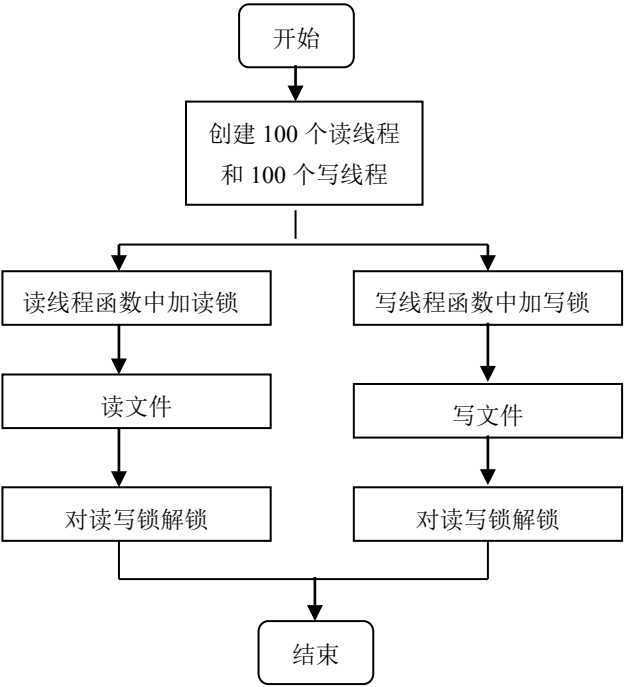 开始
创建 100 个读线程
和 100 个写线程
读线程函数中加读锁
写线程函数中加写锁
读文件
写文件
对读写锁解锁
对读写锁解锁
结束